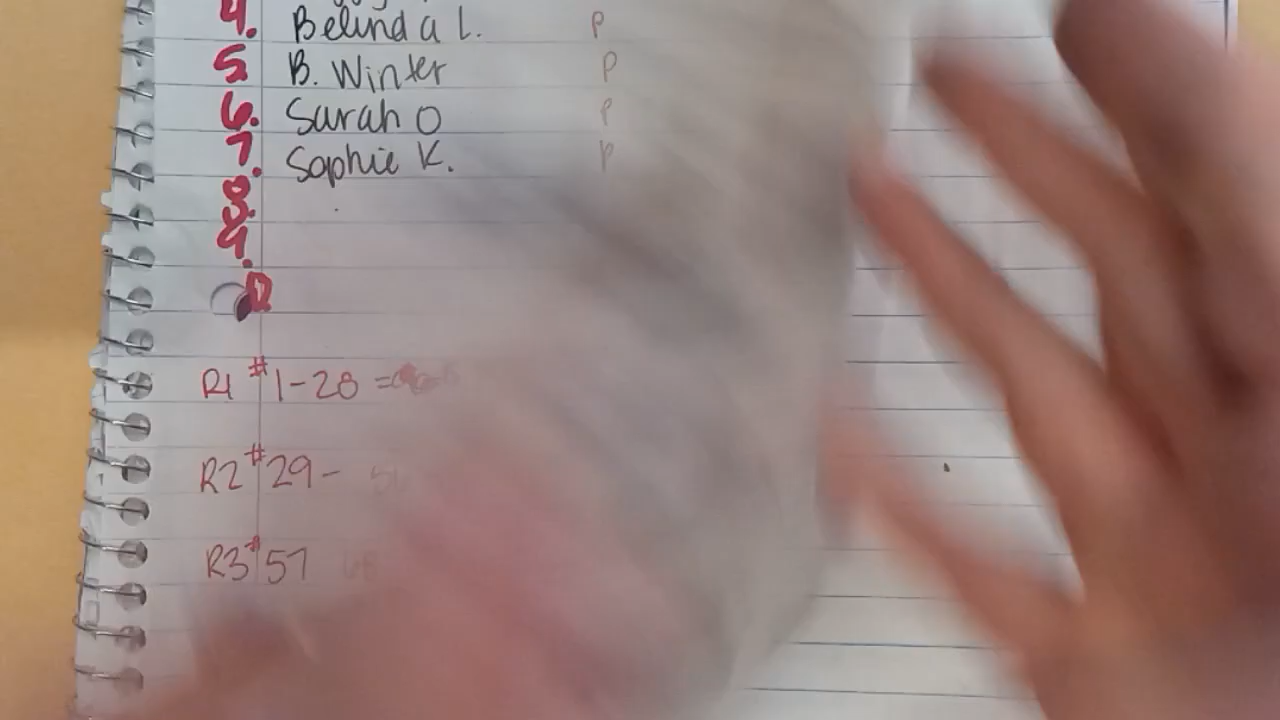 4. Belinda L. P
5. B. Winter P
6. Sarah O P
7. Sophie K. P
8.
9.
R1 #1-28 =
R2 #29-
R3 #57